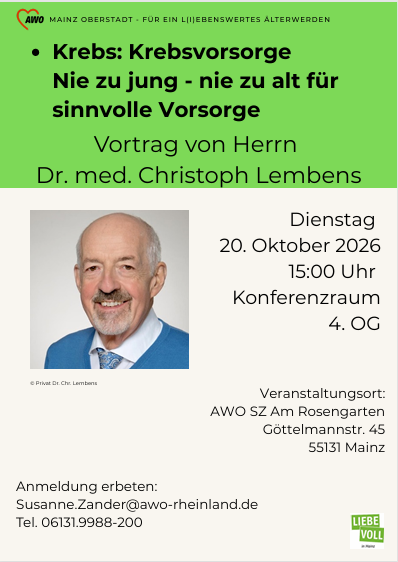 AWO MAINZ OBERSTADT - FÜR EIN L(I)EBENSWERTES ÄLTERWERDEN
• Krebs: Krebsvorsorge
Nie zu jung - nie zu alt für
sinnvolle Vorsorge
Vortrag von Herrn
Dr. med. Christoph Lembens
Dienstag
20. Oktober 2026
15:00 Uhr
Konferenzraum
4. OG
© Privat Dr. Chr. Lembens
Veranstaltungsort:
AWO SZ Am Rosengarten
Göttelmannstr. 45
55131 Mainz
Anmeldung erbeten:
Susanne.Zander@awo-rheinland.de
Tel. 06131.9988-200
LIEBE
VOLL
in Mainz